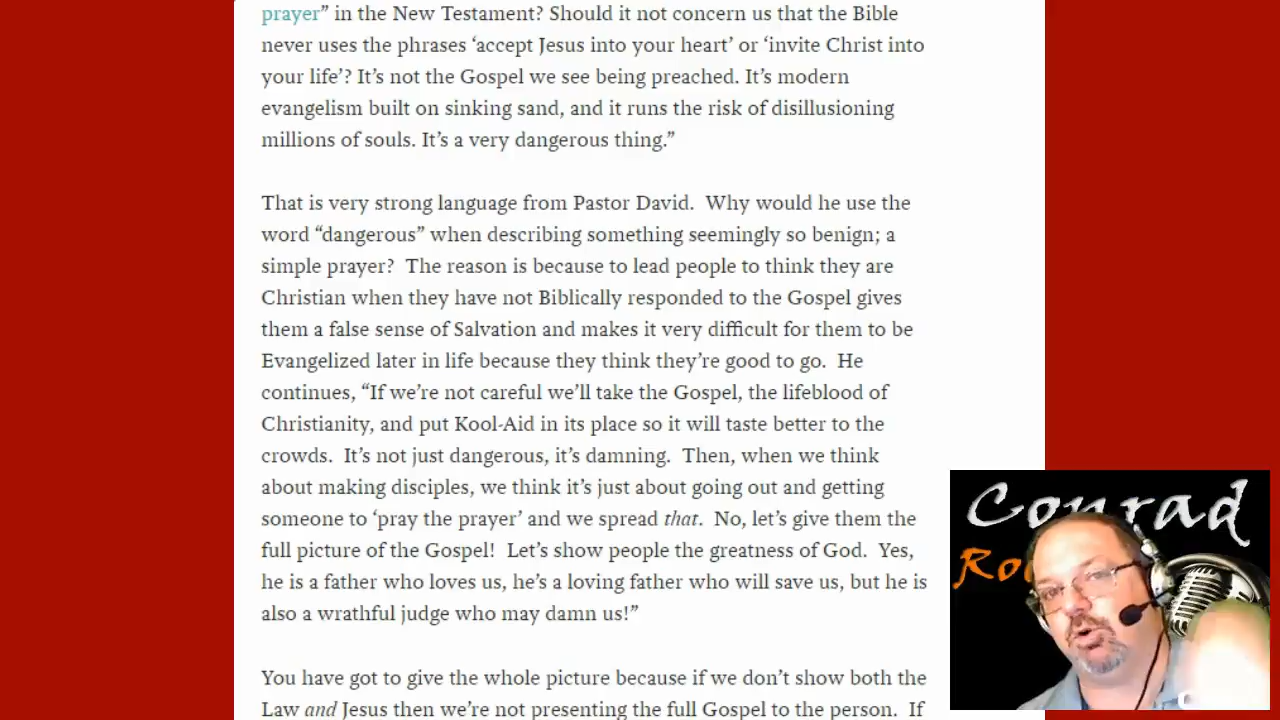 prayer” in the New Testament? Should it not concern us that the Bible
never uses the phrases ‘accept Jesus into your heart’ or ‘invite Christ into
your life’? It’s not the Gospel we see being preached. It’s modern
evangelism built on sinking sand, and it runs the risk of disillusioning
millions of souls. It’s a very dangerous thing.”
That is very strong language from Pastor David.  Why would he use the
word “dangerous” when describing something seemingly so benign; a
simple prayer?  The reason is because to lead people to think they are
Christian when they have not Biblically responded to the Gospel gives
them a false sense of Salvation and makes it very difficult for them to be
Evangelized later in life because they think they’re good to go.  He
continues, “If we’re not careful we’ll take the Gospel, the lifeblood of
Christianity, and put Kool-Aid in its place so it will taste better to the
crowds.  It’s not just dangerous, it’s damning.  Then, when we think
about making disciples, we think it’s just about going out and getting
someone to ‘pray the prayer’ and we spread that.  No, let’s give them the
full picture of the Gospel!  Let’s show people the greatness of God.  Yes,
he is a father who loves us, he’s a loving father who will save us, but he is
also a wrathful judge who may damn us!”
You have got to give the whole picture because if we don’t show both the
Law and Jesus then we’re not presenting the full Gospel to the person.  If
Conrad